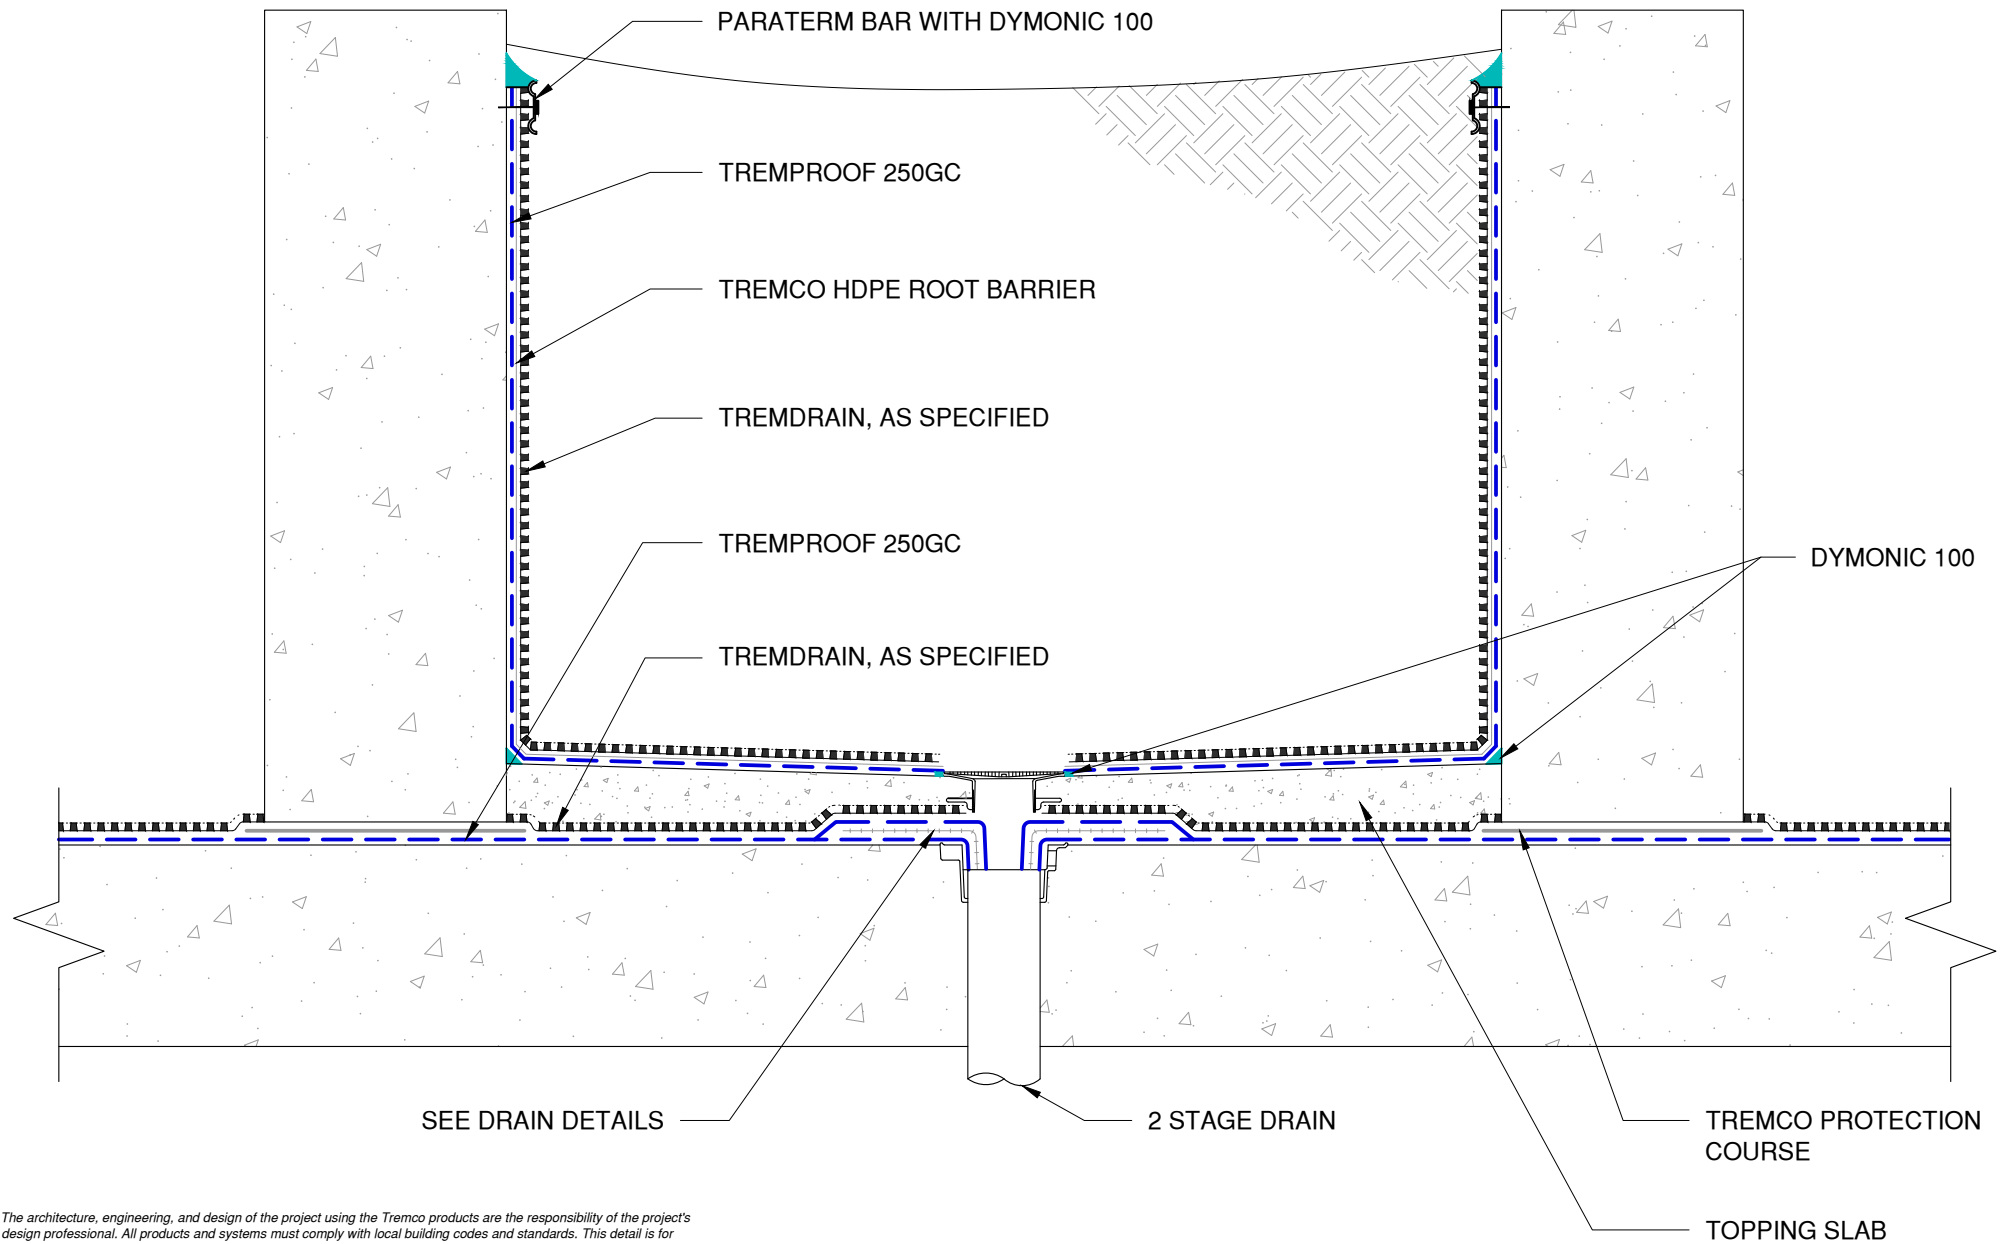 PARATERM BAR WITH DYMONIC 100
TREMPROOF 250GC
TREMCO HDPE ROOT BARRIER
TREMDRAIN, AS SPECIFIED
TREMPROOF 250GC
DYMONIC 100
TREMDRAIN, AS SPECIFIED
SEE DRAIN DETAILS
2 STAGE DRAIN
TREMCO PROTECTION
COURSE
TOPPING SLAB
The architecture, engineering, and design of the project using the Tremco products are the responsibility of the project's
design professional. All products and systems must comply with local building codes and standards. This detail is for